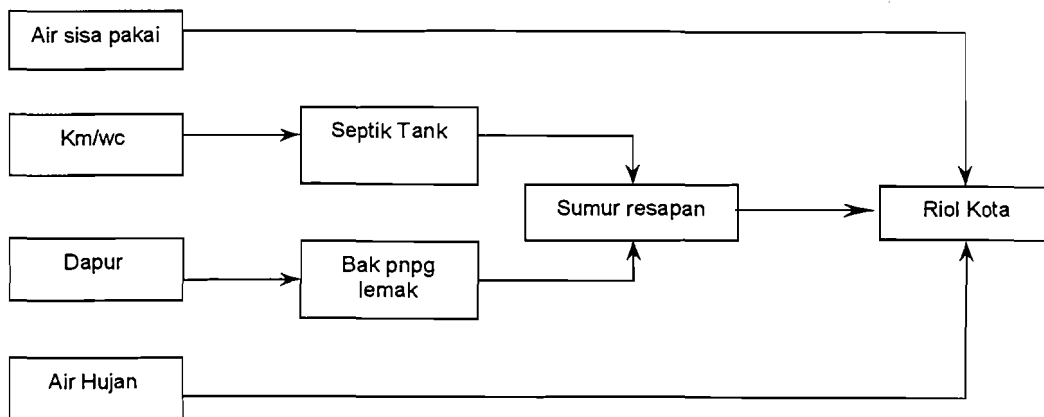 Air sisa pakai
Km/wc
Septik Tank
Sumur resapan
Riol Kota
Dapur
Bak pnpg
lemak
Air Hujan